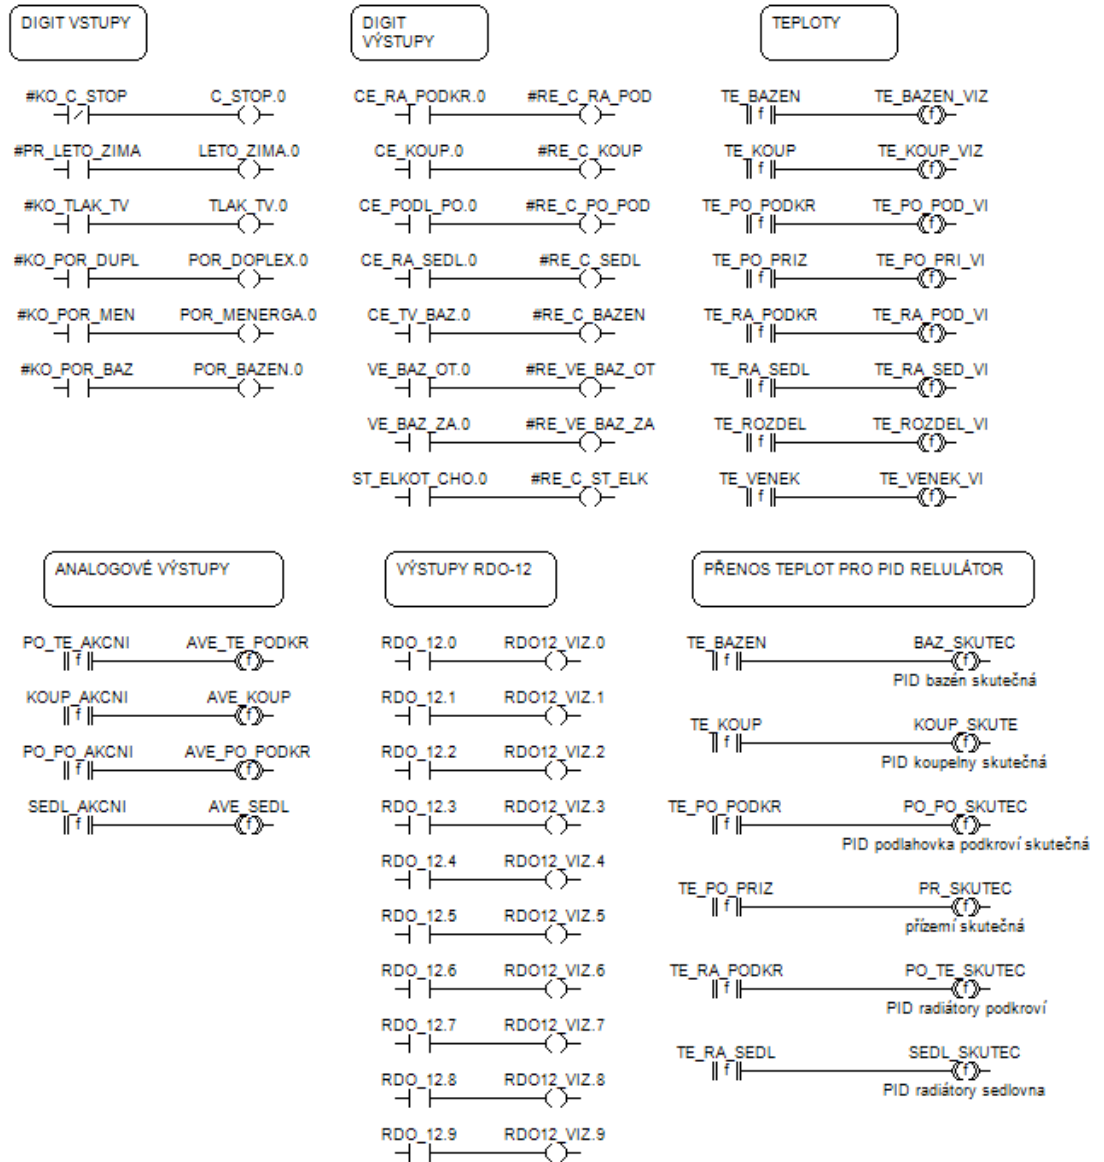 DIGIT VSTUPY
#KO_C_STOP C_STOP.0
#PR_LETO_ZIMA LETO_ZIMA.0
#KO_TLAK_TV TLAK_TV.0
#KO_POR_DUPL POR_DOPLEX.0
#KO_POR_MEN POR_MENERGA.0
#KO_POR_BAZ POR_BAZEN.0
DIGIT
VÝSTUPY
CE_RA_PODKR.0 #RE_C_RA_POD
CE_KOUP.0 #RE_C_KOUP
CE_PODL_PO.0 #RE_C_PO_POD
CE_RA_SEDL.0 #RE_C_SEDL
CE_TV_BAZ.0 #RE_C_BAZEN
VE_BAZ_OT.0 #RE_VE_BAZ_OT
VE_BAZ_ZA.0 #RE_VE_BAZ_ZA
ST_ELKOT_CHO.0 #RE_C_ST_ELK
TEPLOTY
TE_BAZEN TE_BAZEN_VIZ
f f
TE_KOUP TE_KOUP_VIZ
f f
TE_PO_PODKR TE_PO_POD_VI
f f
TE_PO_PRIZ TE_PO_PRI_VI
f f
TE_RA_PODKR TE_RA_POD_VI
f f
TE_RA_SEDL TE_RA_SED_VI
f f
TE_ROZDEL TE_ROZDEL_VI
f f
TE_VENEK TE_VENEK_VI
f f
ANALOGOVÉ VÝSTUPY
PO_TE_AKCNI AVE_TE_PODKR
f f
KOUP_AKCNI AVE_KOUP
f f
PO_PO_AKCNI AVE_PO_PODKR
f f
SEDL_AKCNI AVE_SEDL
f f
VÝSTUPY RDO-12
RDO_12.0 RDO12_VIZ.0
RDO_12.1 RDO12_VIZ.1
RDO_12.2 RDO12_VIZ.2
RDO_12.3 RDO12_VIZ.3
RDO_12.4 RDO12_VIZ.4
RDO_12.5 RDO12_VIZ.5
RDO_12.6 RDO12_VIZ.6
RDO_12.7 RDO12_VIZ.7
RDO_12.8 RDO12_VIZ.8
RDO_12.9 RDO12_VIZ.9
PŘENOS TEPLOT PRO PID RELULÁTOR
TE_BAZEN BAZ_SKUTEC
f f
PID bazén skutečná
TE_KOUP KOUP_SKUTE
f f
PID koupelny skutečná
TE_PO_PODKR PO_PO_SKUTEC
f f
PID podlahovka podkroví skutečná
TE_PO_PRIZ PR_SKUTEC
f f
přízemí skutečná
TE_RA_PODKR PO_TE_SKUTEC
f f
PID radiátory podkroví
TE_RA_SEDL SEDL_SKUTEC
f f
PID radiátory sedlovna